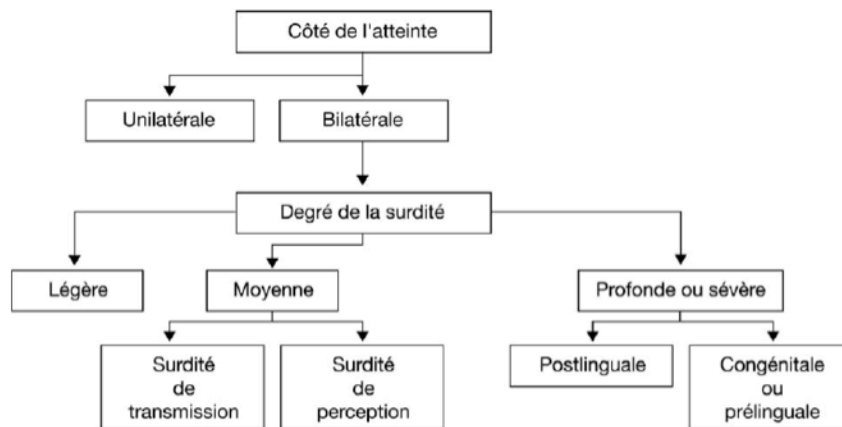 Côté de l'atteinte
Unilatérale
Bilatérale
Degré de la surdité
Légère
Moyenne
Profonde ou sévère
Surdité
de
transmission
Surdité
de
perception
Postlinguale
Congénitale
ou
prélinguale